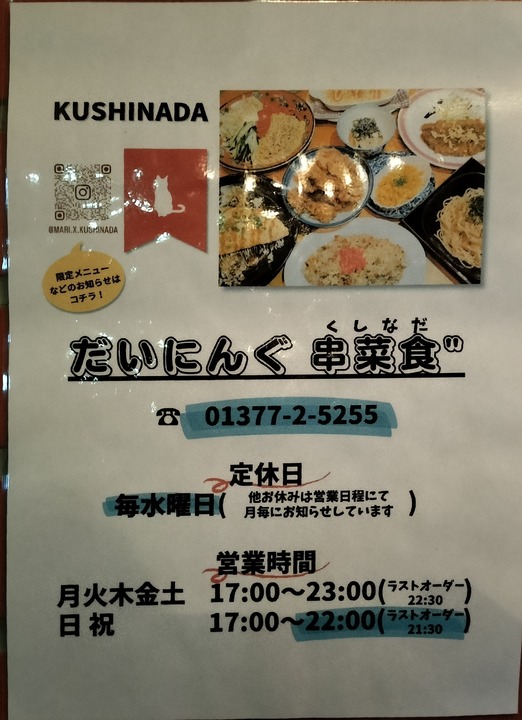 KUSHINADA
@MARI.X.KUSHINADA
限定メニュー
などのお知らせは
コチラ！
くしなだ
だいにんぐ 串菜食"
☎ 01377-2-5255
定休日
毎水曜日(他お休みは営業日程にて
月毎にお知らせしています)
営業時間
月火木金土 17:00～23:00(ラストオーダー
22:30)
日祝 17:00～22:00(ラストオーダー
21:30)